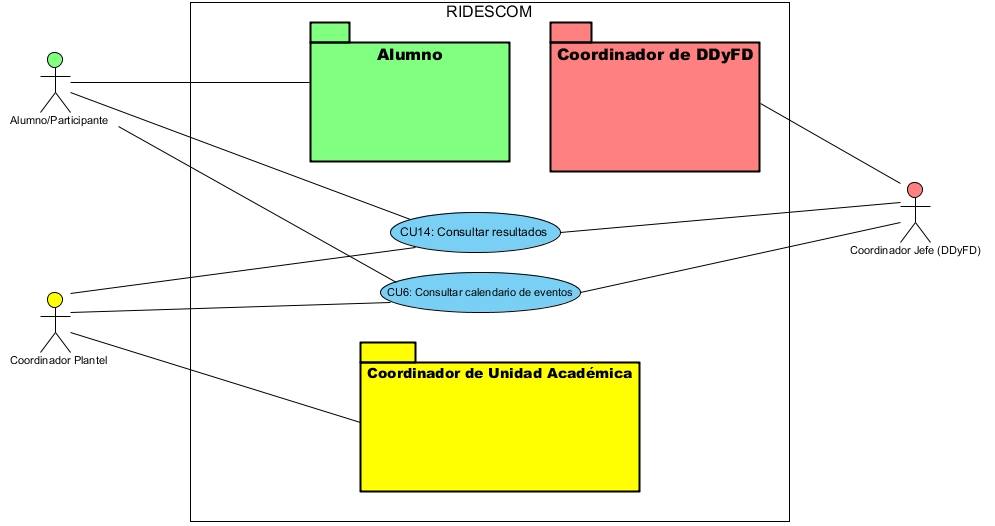 RIDESCOM
Alumno
Coordinador de DDyFD
Alumno/Participante
CU14: Consultar resultados
Coordinador Jefe (DDyFD)
CU6: Consultar calendario de eventos
Coordinador Plantel
Coordinador de Unidad Académica